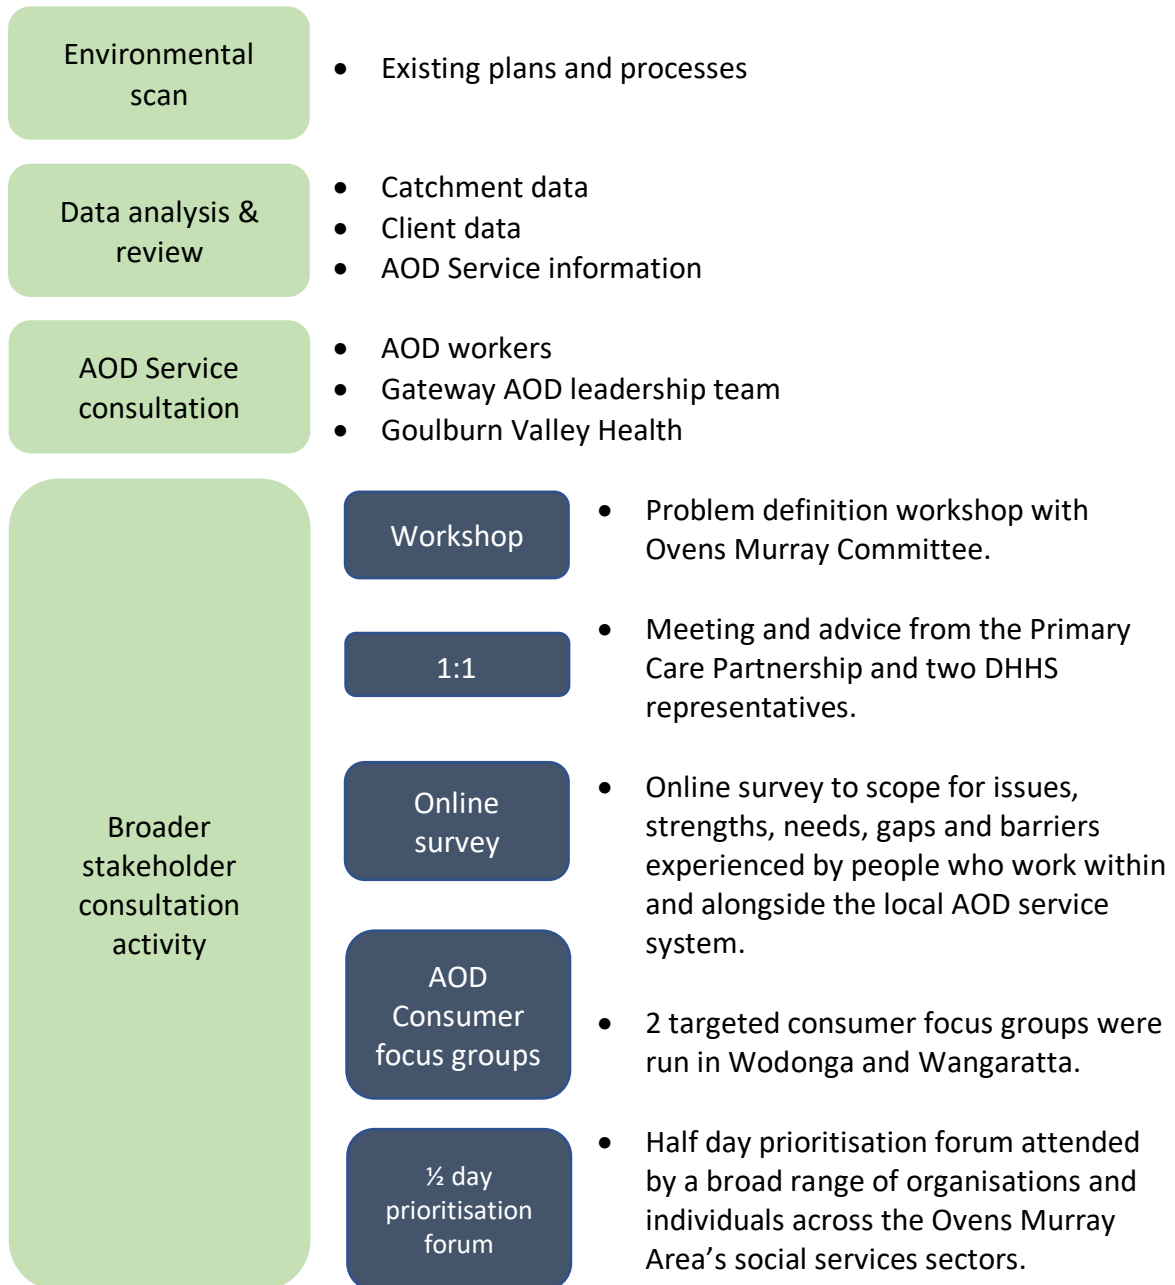 Environmental
scan
• Existing plans and processes
Data analysis &
review
• Catchment data
• Client data
• AOD Service information
AOD Service
consultation
• AOD workers
• Gateway AOD leadership team
• Goulburn Valley Health
Broader
stakeholder
consultation
activity
Workshop
• Problem definition workshop with
Ovens Murray Committee.
1:1
• Meeting and advice from the Primary
Care Partnership and two DHHS
representatives.
Online
survey
• Online survey to scope for issues,
strengths, needs, gaps and barriers
experienced by people who work within
and alongside the local AOD service
system.
AOD
Consumer
focus groups
• 2 targeted consumer focus groups were
run in Wodonga and Wangaratta.
½ day
prioritisation
forum
• Half day prioritisation forum attended
by a broad range of organisations and
individuals across the Ovens Murray
Area’s social services sectors.